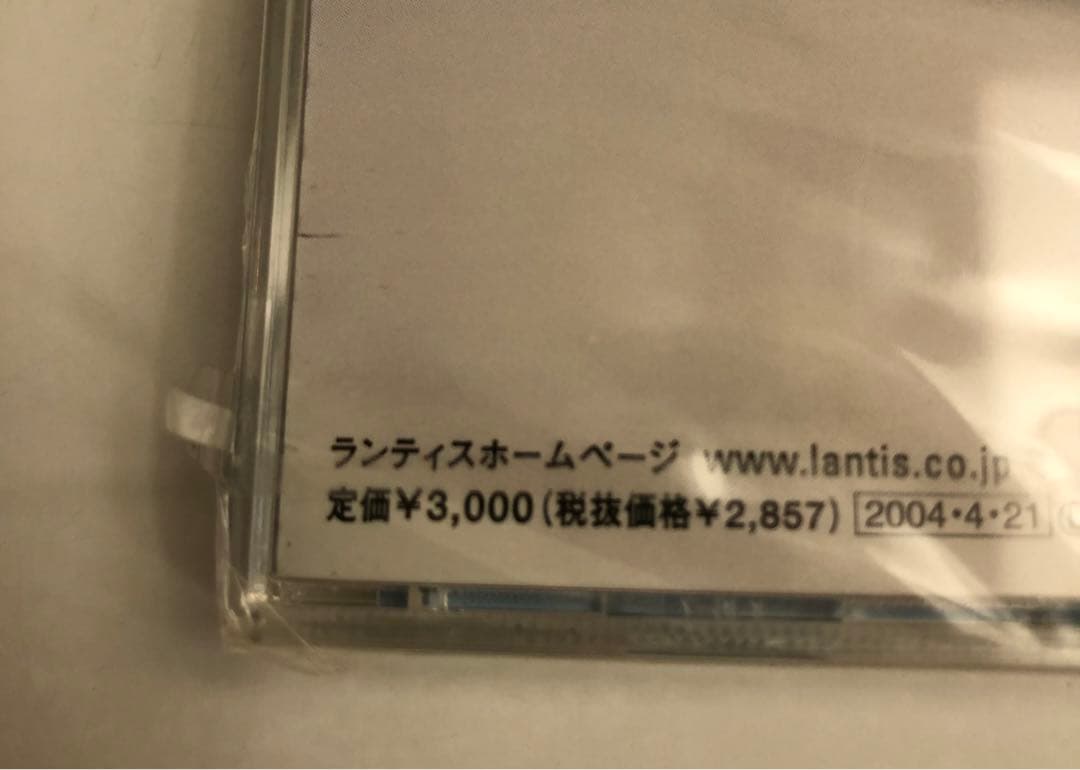 ランティスホームページ www.lantis.co.jp
定価¥3,000(税抜価格¥2,857) 2004・4・21